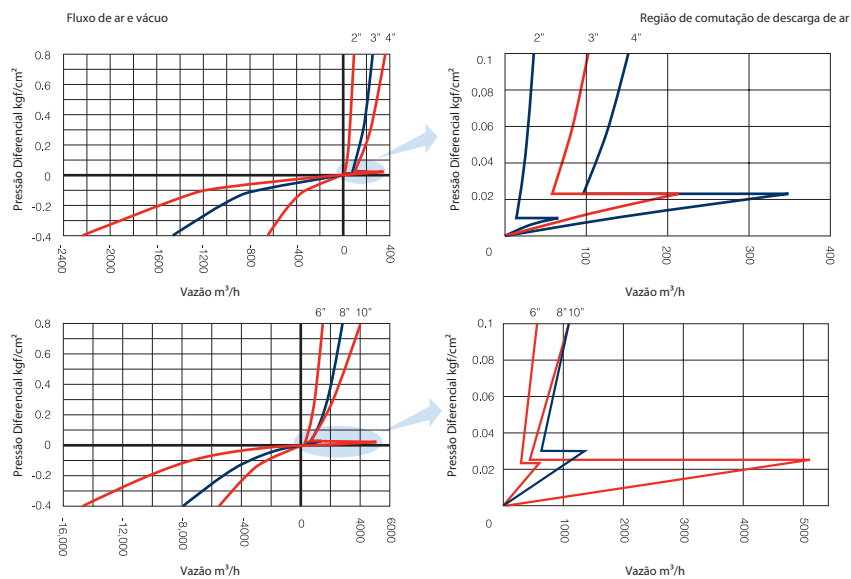 Fluxo de ar e vácuo
2” 3” 4”
Pressão Diferencial kgf/cm²
0.8
0.6
0.4
0.2
0
-0.2
-0.4
-2400 -2000 -1600 -1200 -800 -400 0 400
Vazão m³/h
Região de comutação de descarga de ar
2” 3” 4”
Pressão Diferencial kgf/cm²
0.1
0.08
0.06
0.04
0.02
0
100 200 300 400
Vazão m³/h
6” 8” 10”
Pressão Diferencial kgf/cm²
0.8
0.6
0.4
0.2
0
-0.2
-0.4
-16.000 -12.000 -8.000 -4000 0 4000 6000
Vazão m³/h
6” 8” 10”
Pressão Diferencial kgf/cm²
0,1
0.08
0.06
0.04
0.02
0
1000 2000 3000 4000 5000
Vazão m³/h